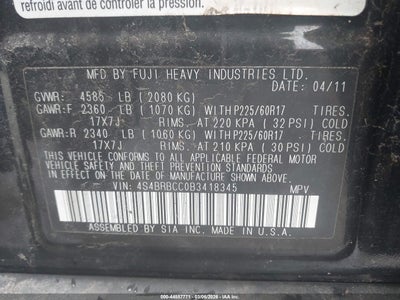 refroidi avant de contrôler la pression.
MFD. BY FUJI HEAVY INDUSTRIES LTD.
DATE: 04/11
GVWR: 4585 LB ( 2080 KG)
GAWR:F 2360 LB ( 1070 KG) WITH P225/60R17 TIRES,
17X7J RIMS, AT 220 KPA ( 32 PSI) COLD
GAWR:R 2340 LB ( 1060 KG) WITH P225/60R17 TIRES,
17X7J RIMS, AT 210 KPA ( 30 PSI) COLD
THIS VEHICLE CONFORMS TO ALL APPLICABLE FEDERAL MOTOR
VEHICLE SAFETY AND THEFT PREVENTION STANDARDS IN EFFECT
ON THE DATE OF MANUFACTURE SHOWN ABOVE.
VIN: 4S4BRBCC0B3418345 MPV
ASSEMBLED BY SIA INC. MADE IN U.S.A.